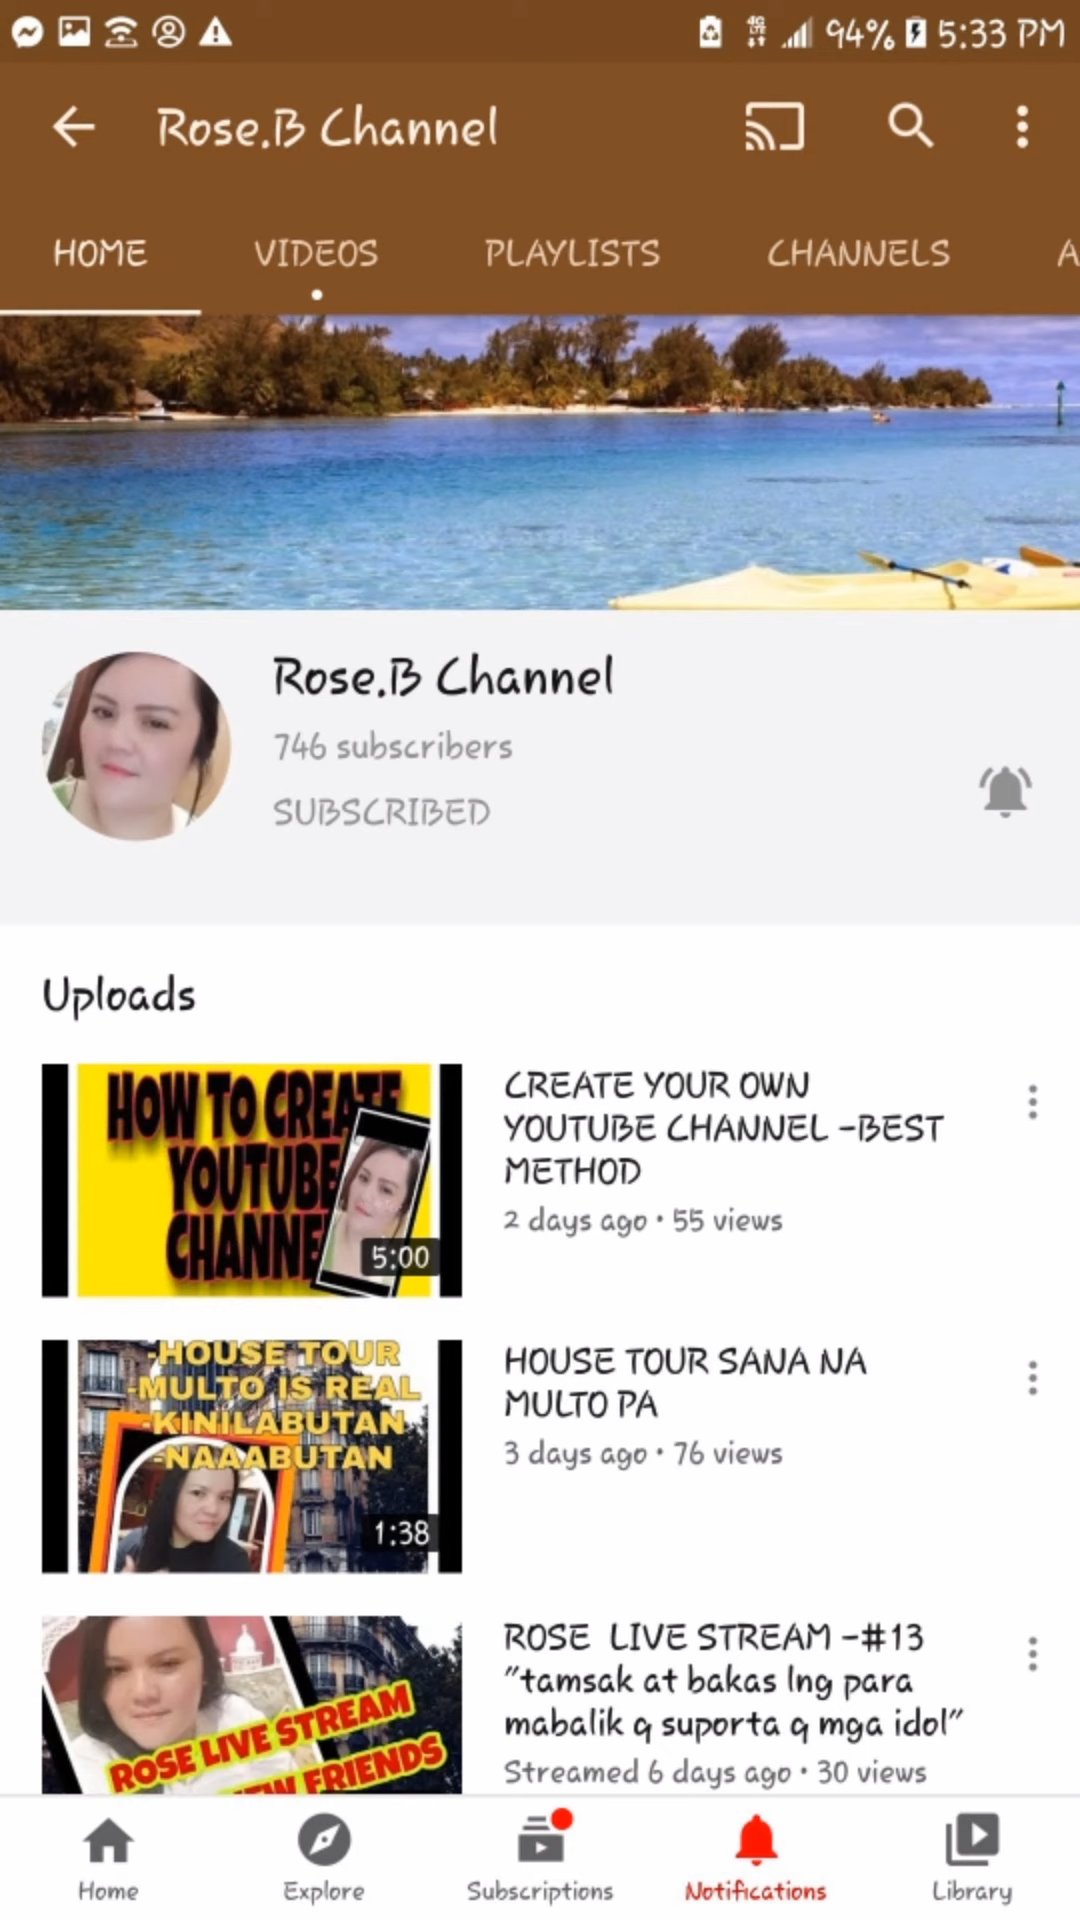 4G LTE 94% 5:33 PM
Rose.B Channel
HOME VIDEOS PLAYLISTS CHANNELS A
Rose.B Channel
746 subscribers
SUBSCRIBED
Uploads
HOW TO CREATE
YOUTUBE
CHANNE
5:00
CREATE YOUR OWN
YOUTUBE CHANNEL -BEST
METHOD
2 days ago • 55 views
-HOUSE TOUR
-MULTO IS REAL
-KINILABUTAN
-NAAABUTAN
1:38
HOUSE TOUR SANA NA
MULTO PA
3 days ago • 76 views
ROSE LIVE STREAM
NEW FRIENDS
ROSE LIVE STREAM -#13
"tamsak at bakas lng para
mabalik q suporta q mga idol"
Streamed 6 days ago • 30 views
Home Explore Subscriptions Notifications Library